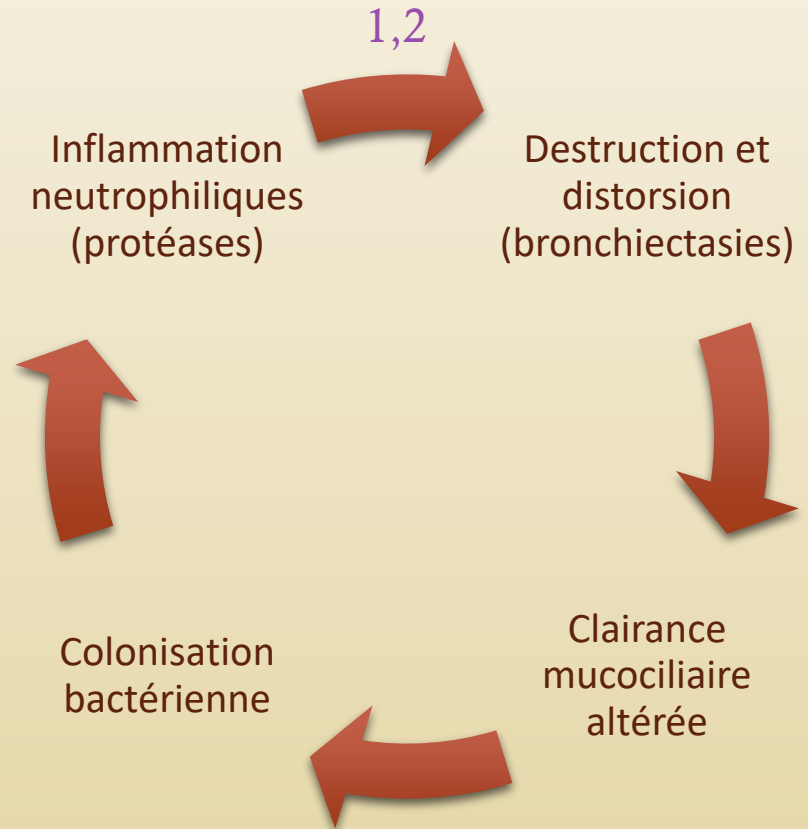 1,2
Inflammation
neutrophiliques
(protéases)
Destruction et
distorsion
(bronchiectasies)
Clairance
mucociliaire
altérée
Colonisation
bactérienne